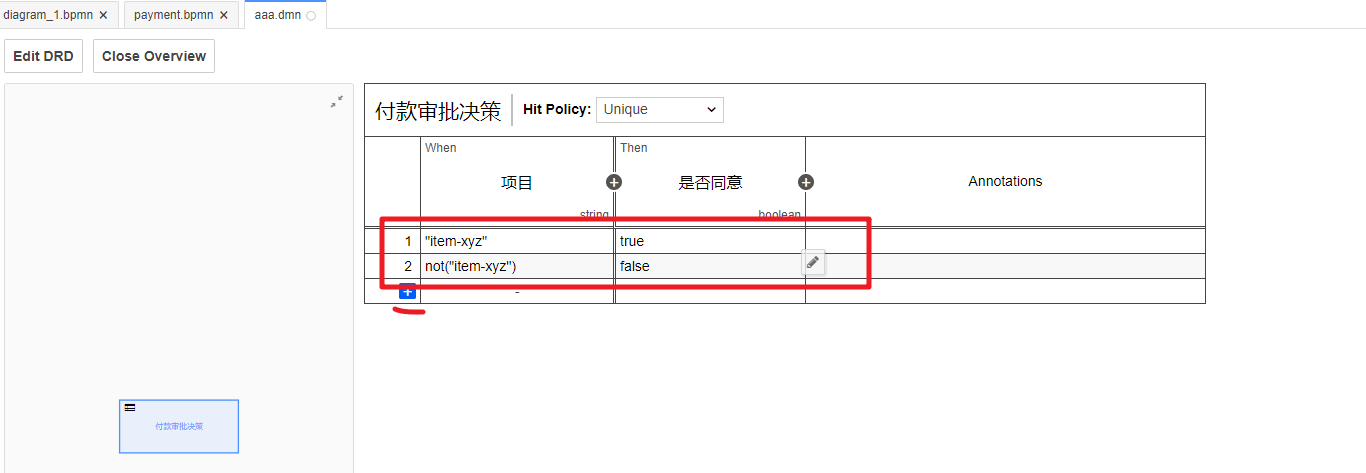 diagram_1.bpmn × payment.bpmn × aaa.dmn
Edit DRD Close Overview
付款审批决策 Hit Policy: Unique
When Then
项目 是否同意 Annotations
string boolean
1 "item-xyz" true
2 not("item-xyz") false
+ -
付款审批决策